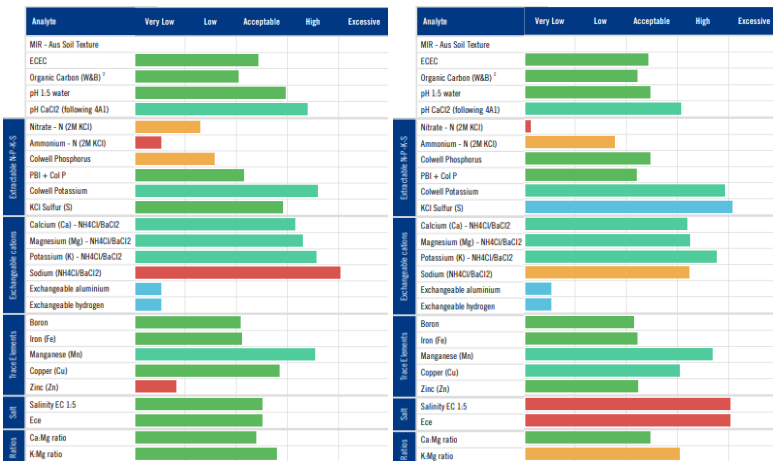 Analyte Very Low Low Acceptable High Excessive
MIR - Aus Soil Texture
ECEC
Organic Carbon (W&B) ²
pH 1:5 water
pH CaCl2 (following 4A1)
Extractable N-P-K-S
Nitrate - N (2M KCl)
Ammonium - N (2M KCl)
Colwell Phosphorus
PBI + Col P
Colwell Potassium
KCl Sulfur (S)
Exchangeable cations
Calcium (Ca) - NH4Cl/BaCl2
Magnesium (Mg) - NH4Cl/BaCl2
Potassium (K) - NH4Cl/BaCl2
Sodium (NH4Cl/BaCl2)
Exchangeable aluminium
Exchangeable hydrogen
Trace Elements
Boron
Iron (Fe)
Manganese (Mn)
Copper (Cu)
Zinc (Zn)
Salt
Salinity EC 1:5
Ece
Ratios
Ca:Mg ratio
K:Mg ratio
Analyte Very Low Low Acceptable High Excessive
MIR - Aus Soil Texture
ECEC
Organic Carbon (W&B) ²
pH 1:5 water
pH CaCl2 (following 4A1)
Extractable N-P-K-S
Nitrate - N (2M KCl)
Ammonium - N (2M KCl)
Colwell Phosphorus
PBI + Col P
Colwell Potassium
KCl Sulfur (S)
Exchangeable cations
Calcium (Ca) - NH4Cl/BaCl2
Magnesium (Mg) - NH4Cl/BaCl2
Potassium (K) - NH4Cl/BaCl2
Sodium (NH4Cl/BaCl2)
Exchangeable aluminium
Exchangeable hydrogen
Trace Elements
Boron
Iron (Fe)
Manganese (Mn)
Copper (Cu)
Zinc (Zn)
Salt
Salinity EC 1:5
Ece
Ratios
Ca:Mg ratio
K:Mg ratio